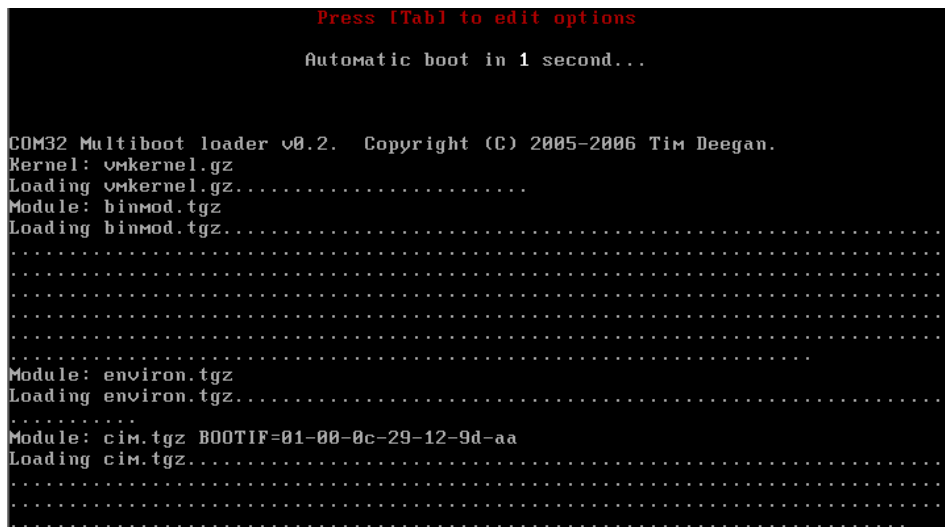 Press [Tab] to edit options
Automatic boot in 1 second...
COM32 Multiboot loader v0.2.  Copyright (C) 2005-2006 Tim Deegan.
Kernel: vmkernel.gz
Loading vmkernel.gz.........................
Module: binmod.tgz
Loading binmod.tgz.............................................................
...............................................................................
...............................................................................
...............................................................................
...............................................................................
...............................................................................
....................................................................
Module: environ.tgz
Loading environ.tgz............................................................
...........
Module: cim.tgz BOOTIF=01-00-0c-29-12-9d-aa
Loading cim.tgz................................................................
...............................................................................
...............................................................................
...............................................................................